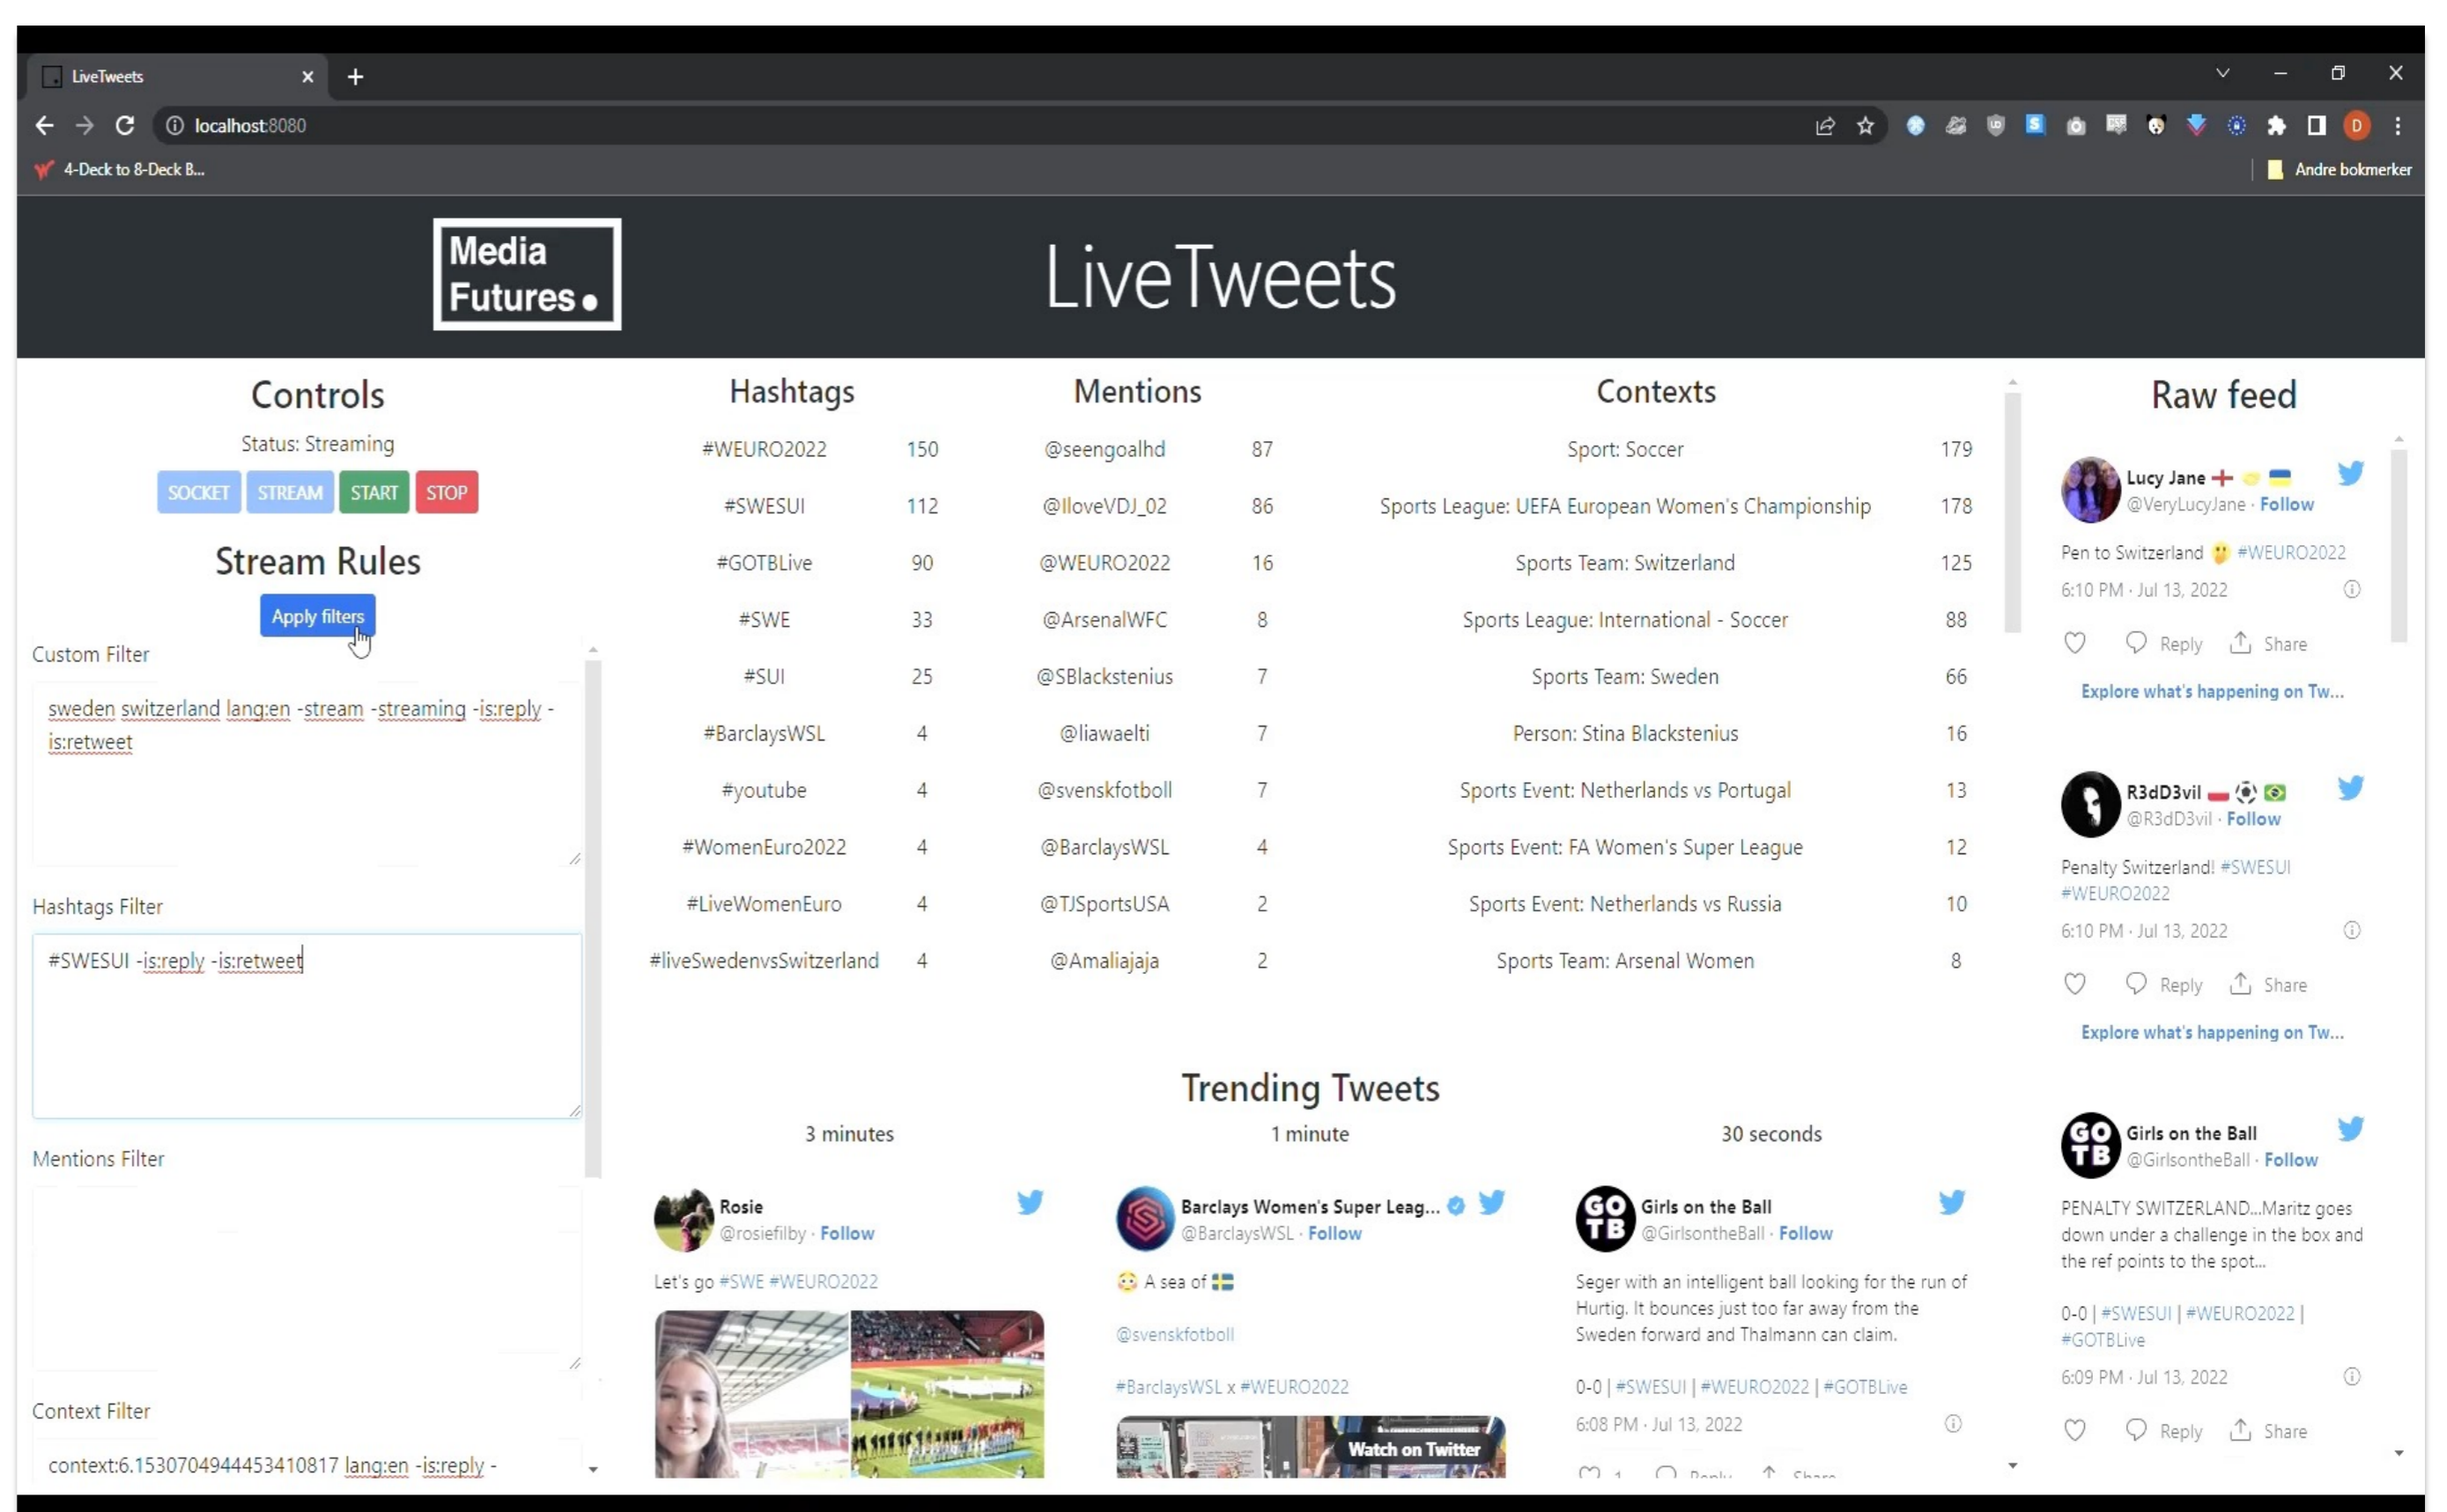 LiveTweets
localhost:8080
4-Deck to 8-Deck B...
Andre bokmerker
Media
Futures.
LiveTweets
Controls
Status: Streaming
SOCKET STREAM START STOP
Stream Rules
Apply filters
Custom Filter
sweden switzerland lang:en -stream -streaming -is:reply -
is:retweet
Hashtags Filter
#SWESUI -is:reply -is:retweet
Mentions Filter
Context Filter
context:6.1530704944453410817 lang:en -is:reply -
Hashtags Mentions Contexts
#WEURO2022 150 @seengoalhd 87 Sport: Soccer 179
#SWESUI 112 @IloveVDJ_02 86 Sports League: UEFA European Women's Championship 178
#GOTBLive 90 @WEURO2022 16 Sports Team: Switzerland 125
#SWE 33 @ArsenalWFC 8 Sports League: International - Soccer 88
#SUI 25 @SBlackstenius 7 Sports Team: Sweden 66
#BarclaysWSL 4 @liawaelti 7 Person: Stina Blackstenius 16
#youtube 4 @svenskfotboll 7 Sports Event: Netherlands vs Portugal 13
#WomenEuro2022 4 @BarclaysWSL 4 Sports Event: FA Women's Super League 12
#LiveWomenEuro 4 @TJSportsUSA 2 Sports Event: Netherlands vs Russia 10
#liveSwedenvsSwitzerland 4 @Amaliajaja 2 Sports Team: Arsenal Women 8
Trending Tweets
3 minutes
Rosie
@rosiefilby · Follow
Let's go #SWE #WEURO2022
1 minute
Barclays Women's Super Leag...
@BarclaysWSL · Follow
😳 A sea of 🇸🇪
@svenskfotboll
#BarclaysWSL x #WEURO2022
Watch on Twitter
30 seconds
GO
TB
Girls on the Ball
@GirlsontheBall · Follow
Seger with an intelligent ball looking for the run of
Hurtig. It bounces just too far away from the
Sweden forward and Thalmann can claim.
0-0 | #SWESUI | #WEURO2022 | #GOTBLive
6:08 PM · Jul 13, 2022
1 Reply Share
Raw feed
Lucy Jane
@VeryLucyJane · Follow
Pen to Switzerland 🤫 #WEURO2022
6:10 PM · Jul 13, 2022
Reply Share
Explore what's happening on Tw...
R3dD3vil
@R3dD3vil · Follow
Penalty Switzerland! #SWESUI
#WEURO2022
6:10 PM · Jul 13, 2022
Reply Share
Explore what's happening on Tw...
GO
TB
Girls on the Ball
@GirlsontheBall · Follow
PENALTY SWITZERLAND...Maritz goes
down under a challenge in the box and
the ref points to the spot...
0-0 | #SWESUI | #WEURO2022 |
#GOTBLive
6:09 PM · Jul 13, 2022
Reply Share